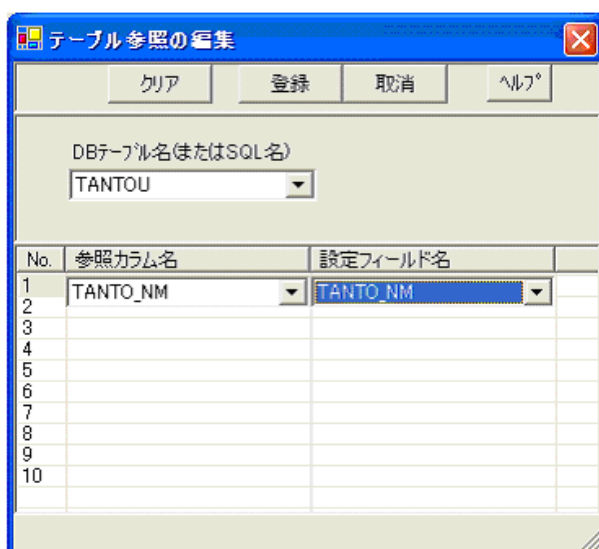 テーブル参照の編集
クリア 登録 取消 ﾍﾙﾌﾟ
DBﾃｰﾌﾞﾙ名(またはSQL名)
TANTOU
No. 参照カラム名 設定フィールド名
1 TANTO_NM TANTO_NM
2
3
4
5
6
7
8
9
10